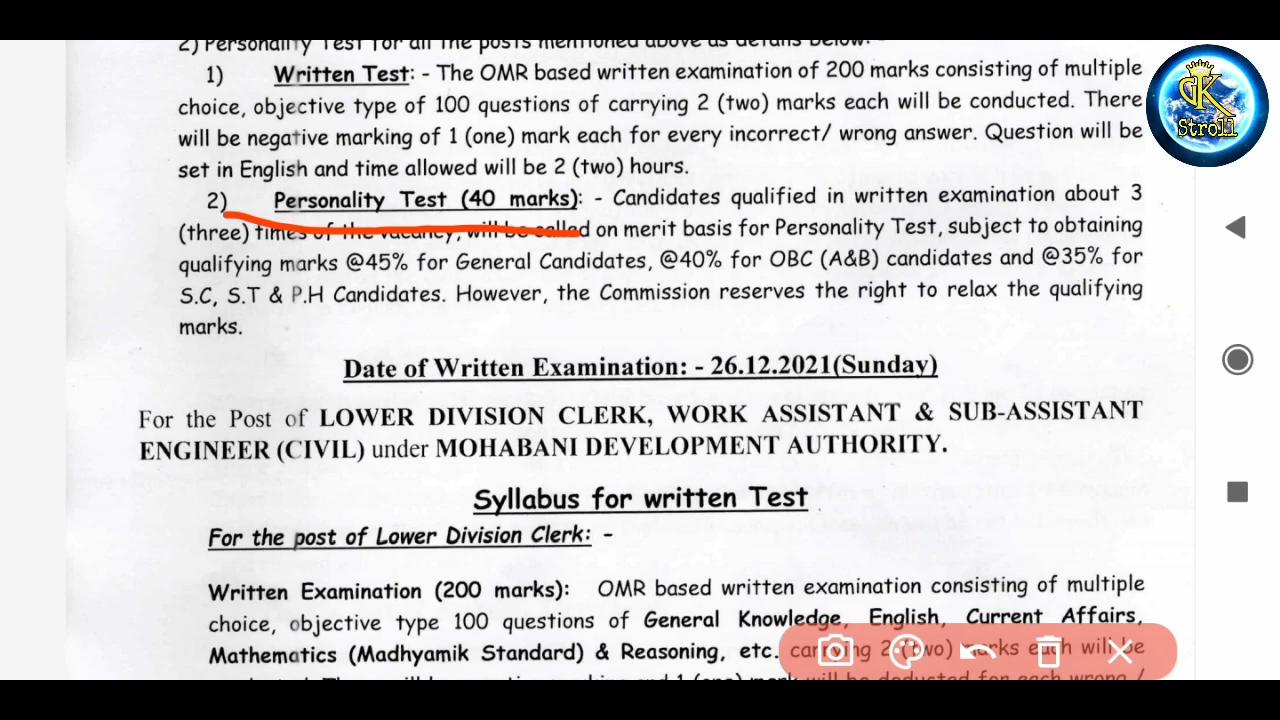 2) Personality Test for all the posts mentioned above as details below: -
1) Written Test: - The OMR based written examination of 200 marks consisting of multiple
choice, objective type of 100 questions of carrying 2 (two) marks each will be conducted. There
will be negative marking of 1 (one) mark each for every incorrect/ wrong answer. Question will be
set in English and time allowed will be 2 (two) hours.
2) Personality Test (40 marks): - Candidates qualified in written examination about 3
(three) times of the vacancy, will be called on merit basis for Personality Test, subject to obtaining
qualifying marks @45% for General Candidates, @40% for OBC (A&B) candidates and @35% for
S.C, S.T & P.H Candidates. However, the Commission reserves the right to relax the qualifying
marks.
Date of Written Examination: - 26.12.2021(Sunday)
For the Post of LOWER DIVISION CLERK, WORK ASSISTANT & SUB-ASSISTANT
ENGINEER (CIVIL) under MOHABANI DEVELOPMENT AUTHORITY.
Syllabus for written Test
For the post of Lower Division Clerk: -
Written Examination (200 marks): OMR based written examination consisting of multiple
choice, objective type 100 questions of General Knowledge, English, Current Affairs,
Mathematics (Madhyamik Standard) & Reasoning, etc. carrying 2 (two) marks each will be
will be deducted for each wrong /
CK
Stroll